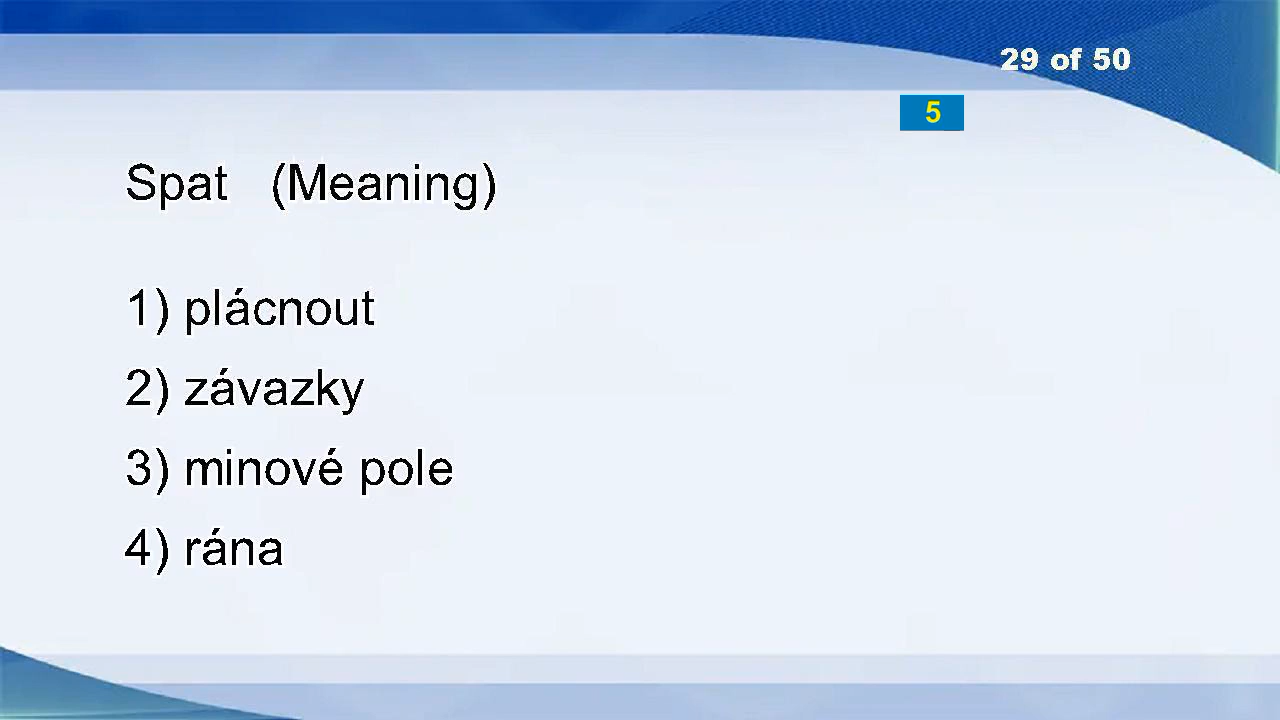 29 of 50
5
Spat (Meaning)
1) plácnout
2) závazky
3) minové pole
4) rána